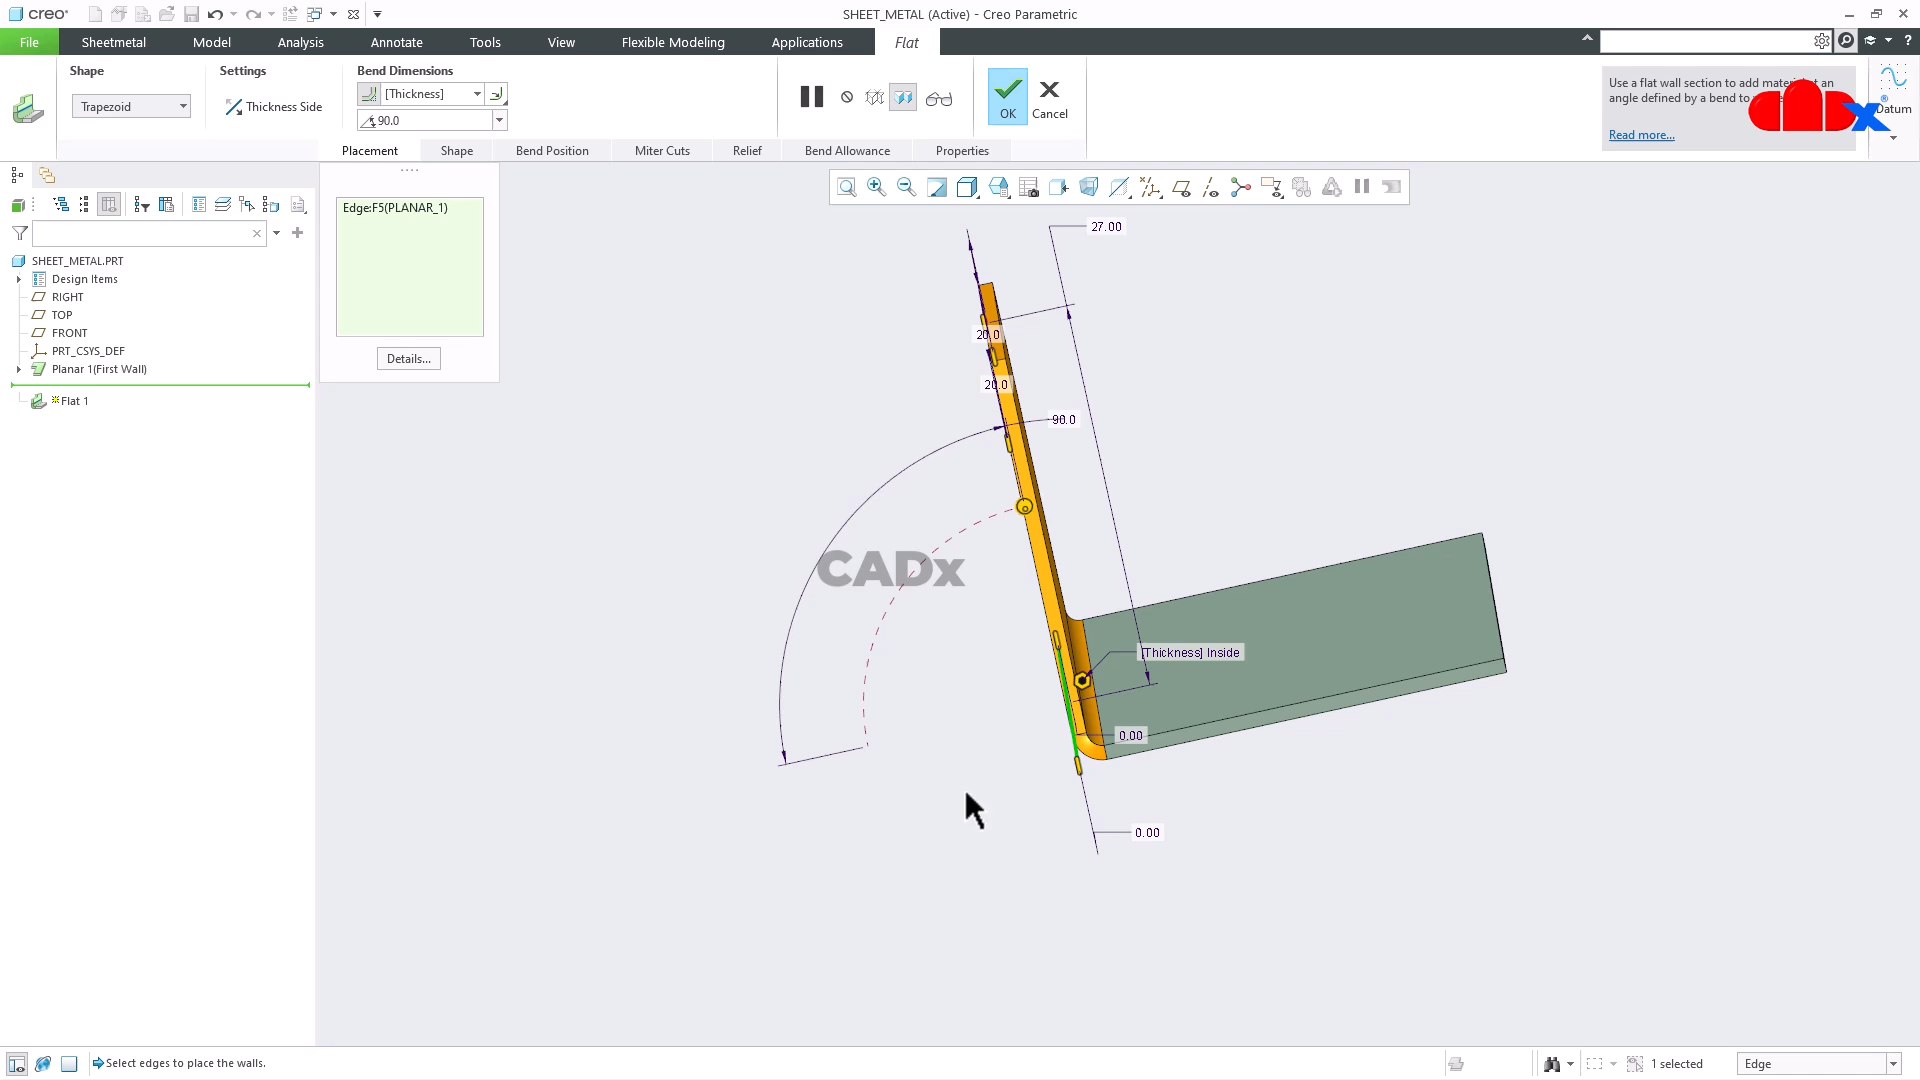 creo
SHEET_METAL (Active) - Creo Parametric
File
Sheetmetal
Model
Analysis
Annotate
Tools
View
Flexible Modeling
Applications
Flat
Shape
Settings
Bend Dimensions
Trapezoid
Thickness Side
[Thickness]
90.0
OK
Cancel
Use a flat wall section to add material at an
angle defined by a bend to
Read more...
Datum
Placement
Shape
Bend Position
Miter Cuts
Relief
Bend Allowance
Properties
Edge:F5(PLANAR_1)
Details...
SHEET_METAL.PRT
Design Items
RIGHT
TOP
FRONT
PRT_CSYS_DEF
Planar 1(First Wall)
Flat 1
27.00
20.0
20.0
90.0
CADx
[Thickness] Inside
0.00
0.00
Select edges to place the walls.
1 selected
Edge